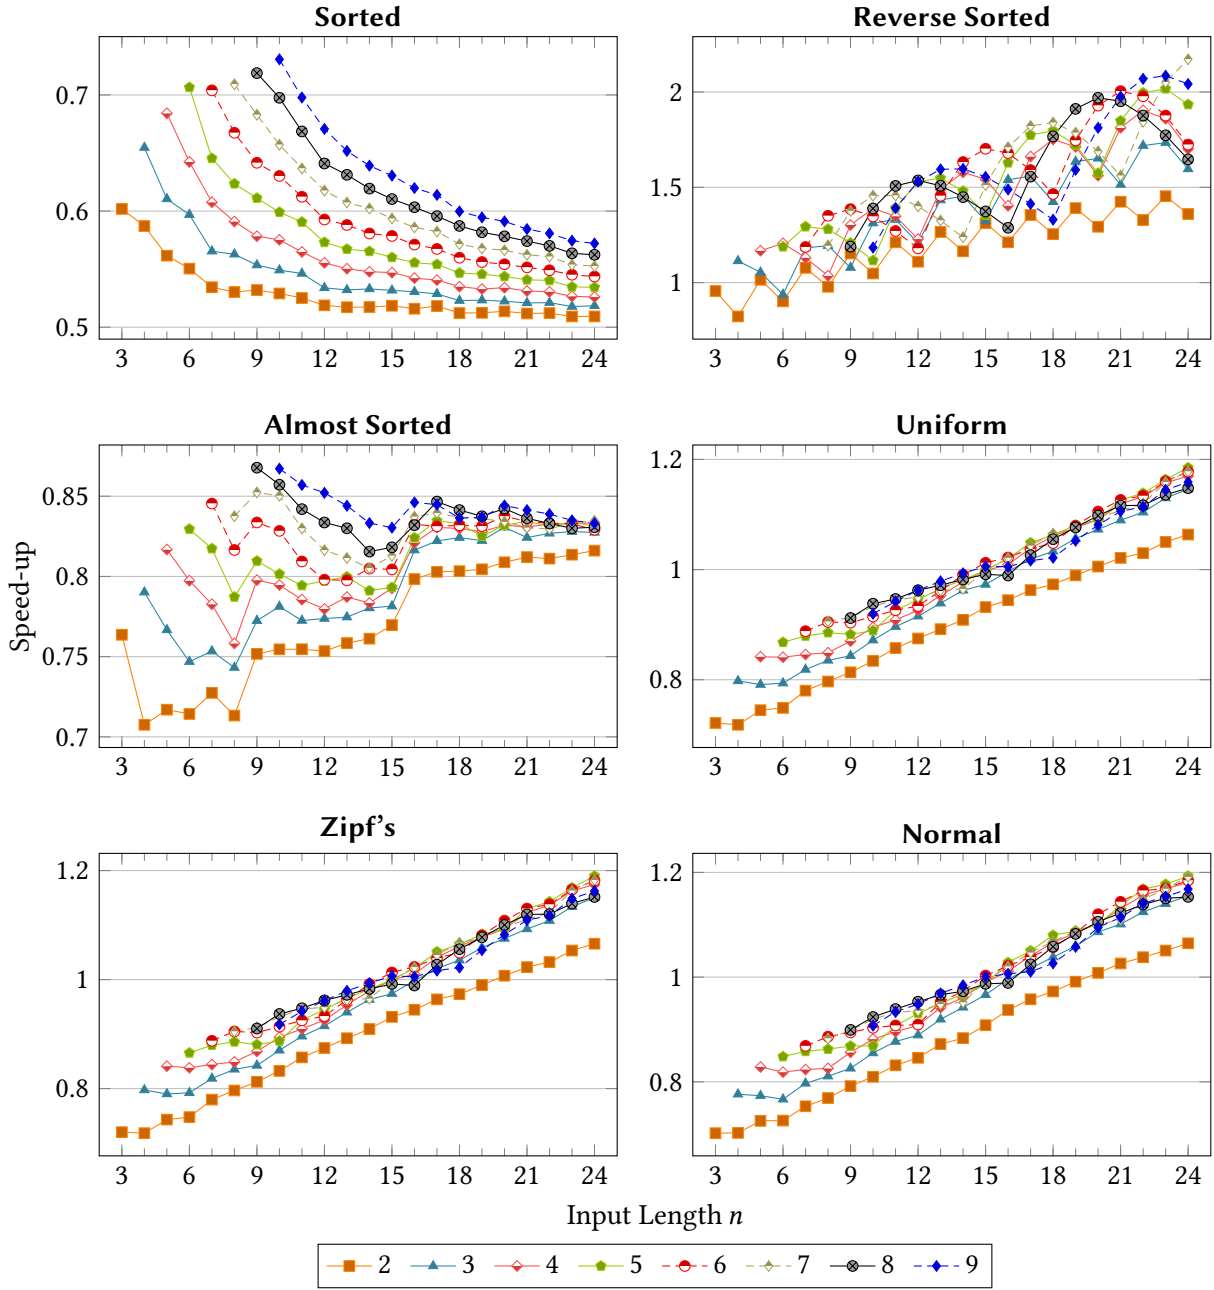 Sorted
Reverse Sorted
0.7
0.6
0.5
3 6 9 12 15 18 21 24
2
1.5
1
3 6 9 12 15 18 21 24
Almost Sorted
Uniform
0.85
0.8
0.75
0.7
3 6 9 12 15 18 21 24
1.2
1
0.8
3 6 9 12 15 18 21 24
Speed-up
Zipf's
Normal
1.2
1
0.8
3 6 9 12 15 18 21 24
1.2
1
0.8
3 6 9 12 15 18 21 24
Input Length n
2 3 4 5 6 7 8 9